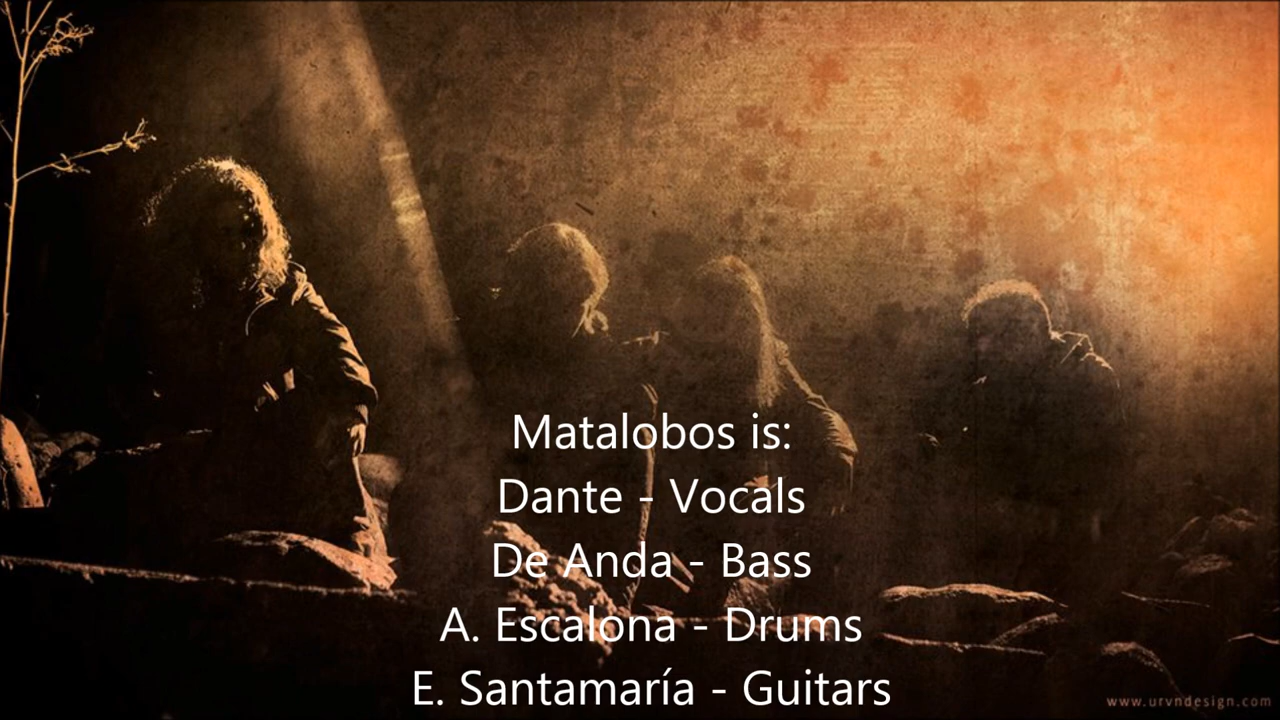 Matalobos is:
Dante - Vocals
De Anda - Bass
A. Escalona - Drums
E. Santamaría - Guitars
www.urvndesign.com